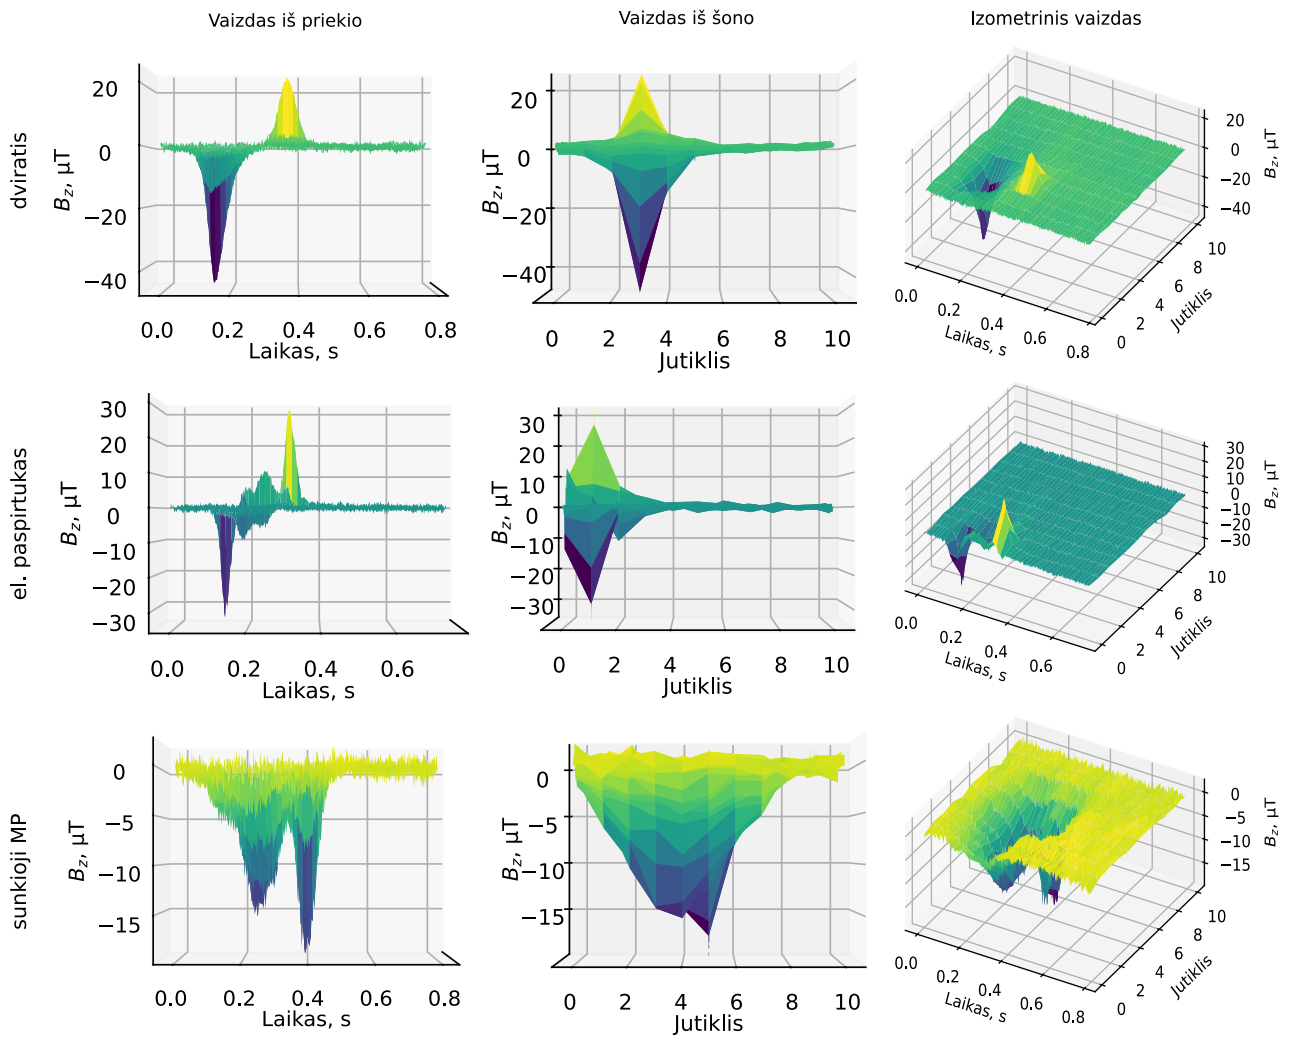 Vaizdas iš priekio
Vaizdas iš šono
Izometrinis vaizdas
dviratis
20
0
−20
−40
B_z, µT
0.0 0.2 0.4 0.6 0.8
Laikas, s
20
0
−20
−40
B_z, µT
0 2 4 6 8 10
Jutiklis
20
0
−20
−40
B_z, µT
0.0 0.2 0.4 0.6 0.8
Laikas, s
0 2 4 6 8 10
Jutiklis
el. paspirtukas
30
20
10
0
−10
−20
−30
B_z, µT
0.0 0.2 0.4 0.6
Laikas, s
30
20
10
0
−10
−20
−30
B_z, µT
0 2 4 6 8 10
Jutiklis
30
20
10
0
−10
−20
−30
B_z, µT
0.0 0.2 0.4 0.6
Laikas, s
0 2 4 6 8 10
Jutiklis
sunkioji MP
0
−5
−10
−15
B_z, µT
0.0 0.2 0.4 0.6 0.8
Laikas, s
0
−5
−10
−15
B_z, µT
0 2 4 6 8 10
Jutiklis
0
−5
−10
−15
B_z, µT
0.0 0.2 0.4 0.6 0.8
Laikas, s
0 2 4 6 8 10
Jutiklis